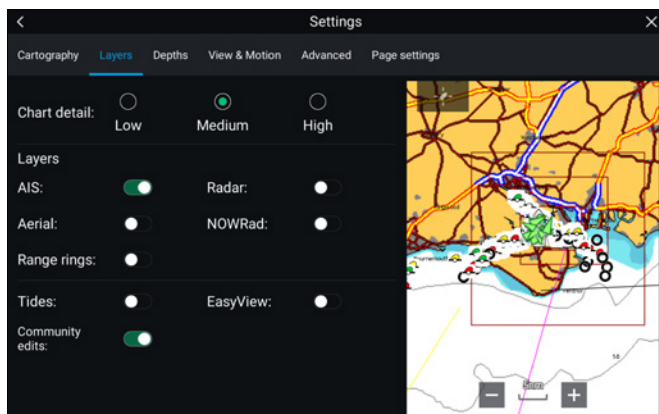 Settings
Cartography Layers Depths View & Motion Advanced Page settings
Chart detail:
Low Medium High
Layers
AIS: Radar:
Aerial: NOWRad:
Range rings:
Tides: EasyView:
Community
edits:
5nm